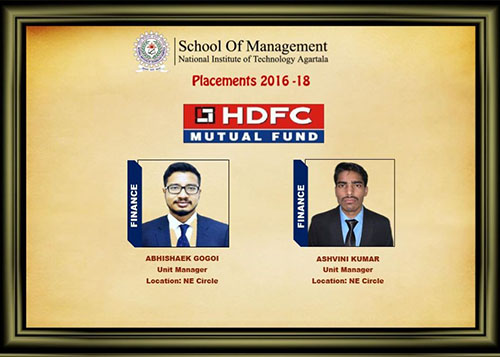 School Of Management
National Institute of Technology Agartala
Placements 2016 -18
HDFC
MUTUAL FUND
FINANCE
FINANCE
ABHISHAEK GOGOI
Unit Manager
Location: NE Circle
ASHVINI KUMAR
Unit Manager
Location: NE Circle